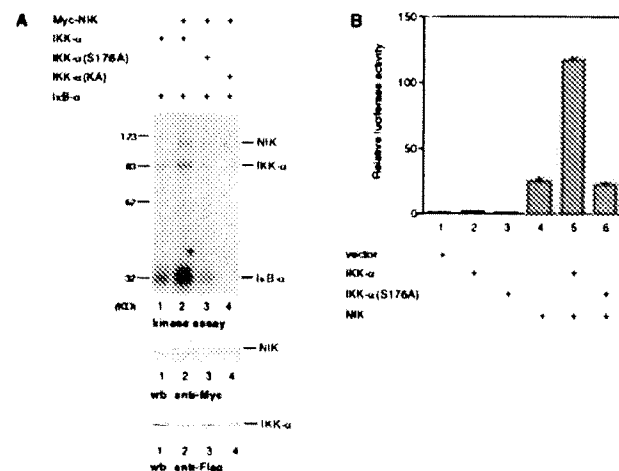 A
Myc-NIK + + +
IKK-α + +
IKK-α(S176A) +
IKK-α(KA) +
IκB-α + + + +
NIK
83 IKK-α
62
32 IκB-α
(KD) 1 2 3 4
kinase assay
NIK
1 2 3 4
wb anti-Myc
IKK-α
1 2 3 4
wb anti-Flag
B
Relative luciferase activity
150
100
50
0
1 2 3 4 5 6
vector +
IKK-α + +
IKK-α(S176A) + +
NIK + + +